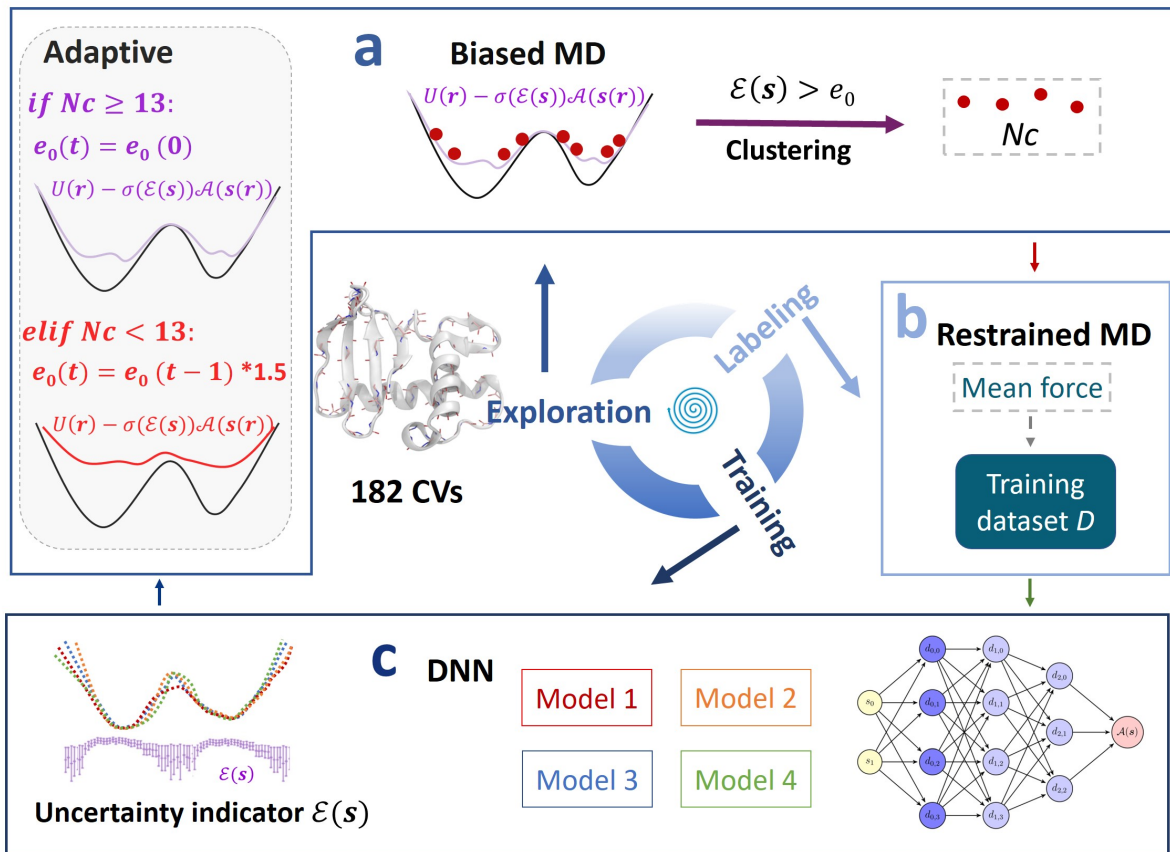 Adaptive
if Nc ≥ 13:
e₀(t) = e₀ (0)
U(r) − σ(ℰ(s))𝒜(s(r))
elif Nc < 13:
e₀(t) = e₀ (t − 1) *1.5
U(r) − σ(ℰ(s))𝒜(s(r))
a
Biased MD
U(r) − σ(ℰ(s))𝒜(s(r))
ℰ(s) > e₀
Clustering
Nc
182 CVs
Exploration
Labeling
Training
b
Restrained MD
Mean force
Training
dataset D
c
DNN
ℰ(s)
Uncertainty indicator ℰ(s)
Model 1
Model 2
Model 3
Model 4
s₀
s₁
d₀,₀
d₀,₁
d₀,₂
d₀,₃
d₁,₀
d₁,₁
d₁,₂
d₁,₃
d₂,₀
d₂,₁
d₂,₂
𝒜(s)